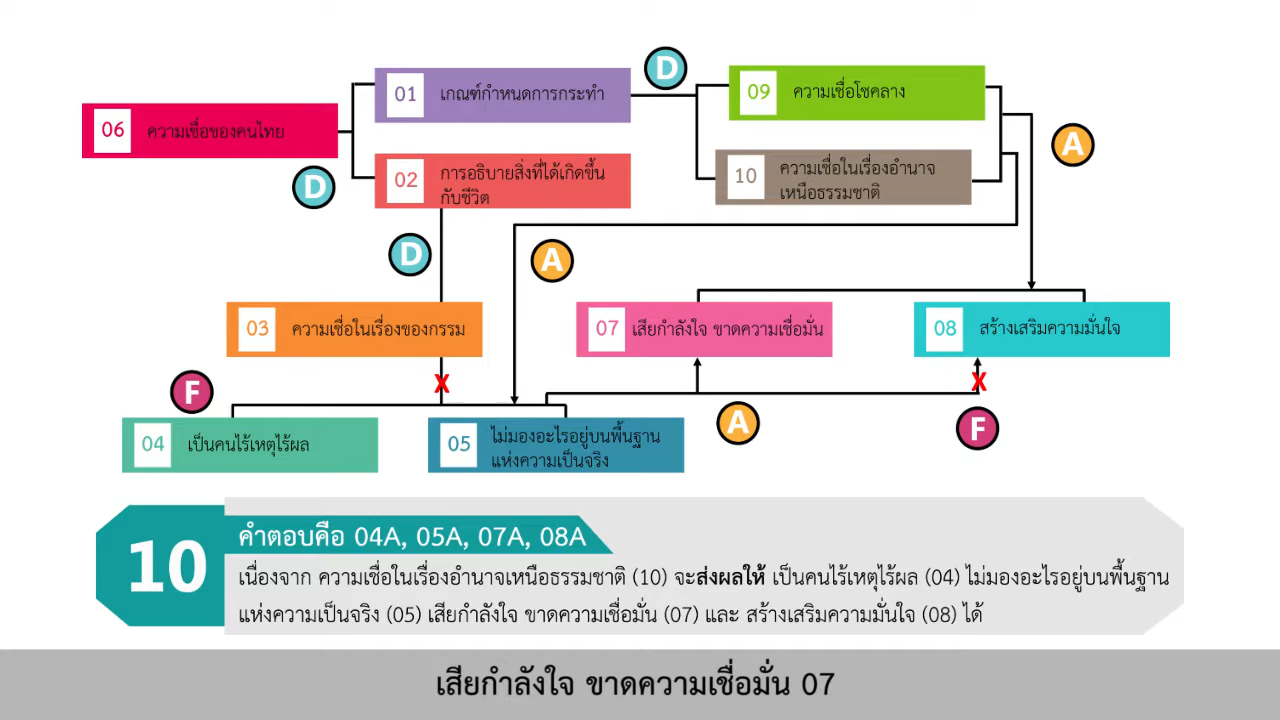 D
01 เกณฑ์กำหนดการกระทำ
09 ความเชื่อโชคลาง
06 ความเชื่อของคนไทย
A
02 การอธิบายสิ่งที่ได้เกิดขึ้น
กับชีวิต
10 ความเชื่อในเรื่องอำนาจ
เหนือธรรมชาติ
D
D
A
03 ความเชื่อในเรื่องของกรรม
07 เสียกำลังใจ ขาดความเชื่อมั่น
08 สร้างเสริมความมั่นใจ
X
X
F
A
F
04 เป็นคนไร้เหตุไร้ผล
05 ไม่มองอะไรอยู่บนพื้นฐาน
แห่งความเป็นจริง
10
คำตอบคือ 04A, 05A, 07A, 08A
เนื่องจาก ความเชื่อในเรื่องอำนาจเหนือธรรมชาติ (10) จะส่งผลให้ เป็นคนไร้เหตุไร้ผล (04) ไม่มองอะไรอยู่บนพื้นฐาน
แห่งความเป็นจริง (05) เสียกำลังใจ ขาดความเชื่อมั่น (07) และ สร้างเสริมความมั่นใจ (08) ได้
เสียกำลังใจ ขาดความเชื่อมั่น 07